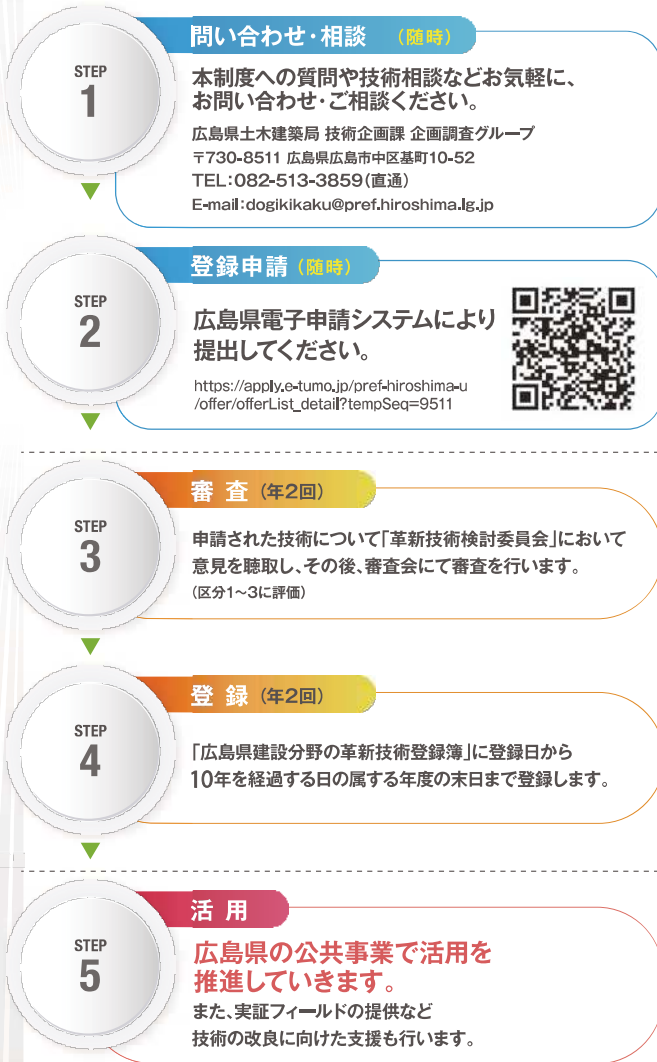 問い合わせ・相談 （随時）
STEP
1
本制度への質問や技術相談などお気軽に、
お問い合わせ・ご相談ください。
広島県土木建築局 技術企画課 企画調査グループ
〒730-8511 広島県広島市中区基町10-52
TEL：082-513-3859（直通）
E-mail：dogikikaku@pref.hiroshima.lg.jp
登録申請（随時）
STEP
2
広島県電子申請システムにより
提出してください。
https://apply.e-tumo.jp/pref-hiroshima-u
/offer/offerList_detail?tempSeq=9511
審 査（年2回）
STEP
3
申請された技術について「革新技術検討委員会」において
意見を聴取し、その後、審査会にて審査を行います。
（区分1～3に評価）
登 録（年2回）
STEP
4
「広島県建設分野の革新技術登録簿」に登録日から
10年を経過する日の属する年度の末日まで登録します。
活 用
STEP
5
広島県の公共事業で活用を
推進していきます。
また、実証フィールドの提供など
技術の改良に向けた支援も行います。